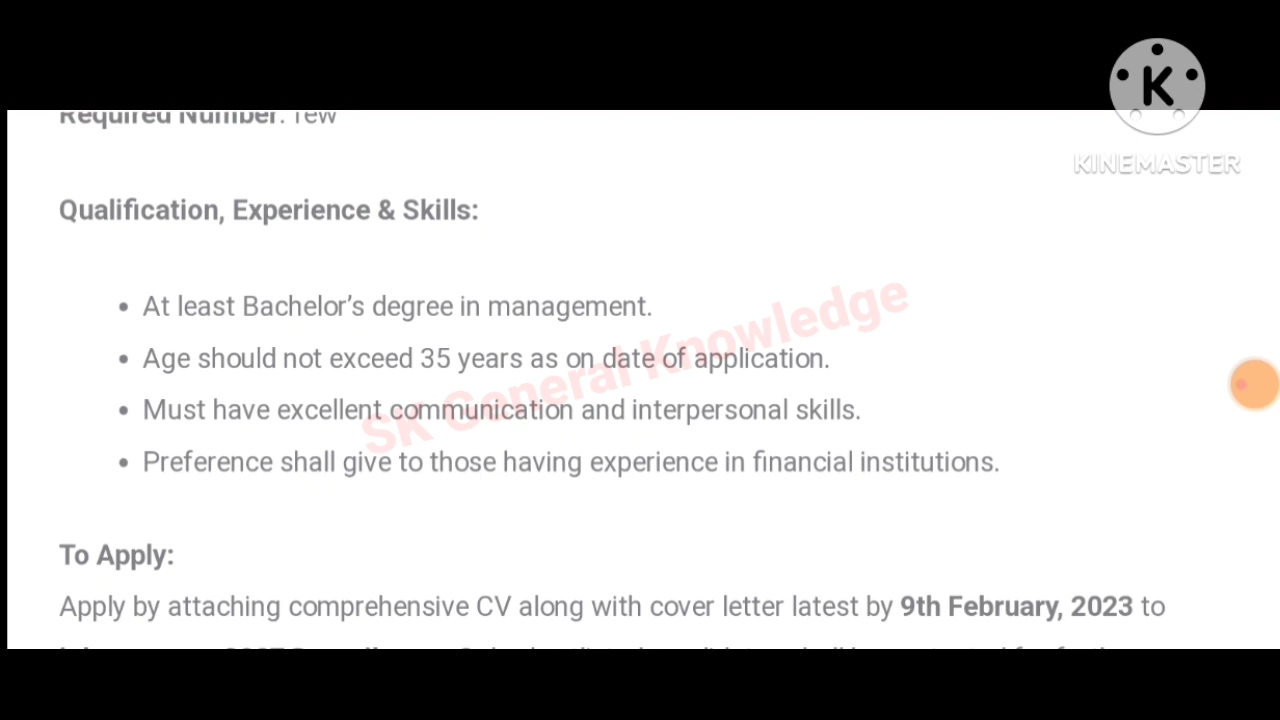 Required Number: Few
KINEMASTER
Qualification, Experience & Skills:
At least Bachelor’s degree in management.
Age should not exceed 35 years as on date of application.
Must have excellent communication and interpersonal skills.
Preference shall give to those having experience in financial institutions.
SK General Knowledge
To Apply:
Apply by attaching comprehensive CV along with cover letter latest by 9th February, 2023 to